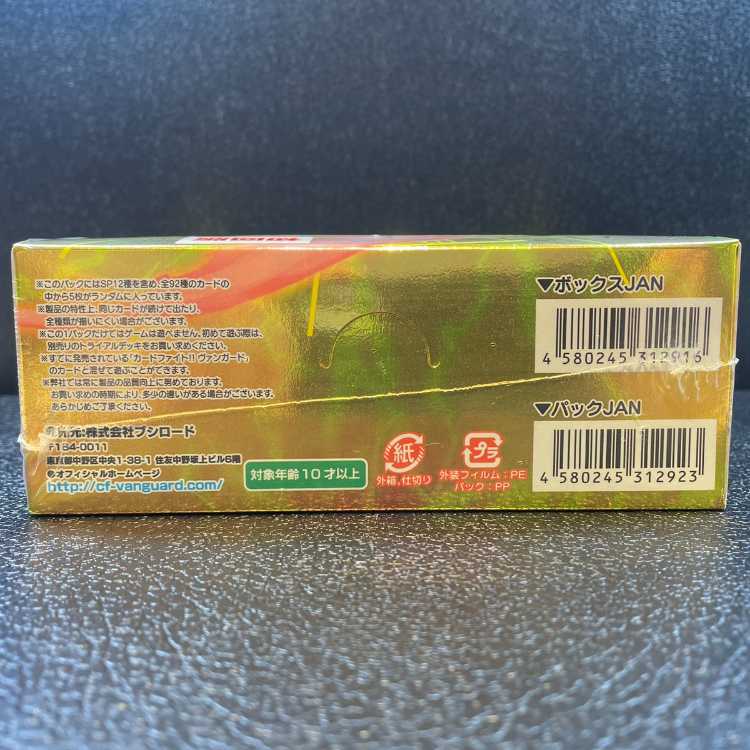 ※このパックにはSP12種を含め、全92種のカードの
中から5枚がランダムに入っています。
※製品の特性上、同じカードが続けて出たり、
全種類が揃いにくい場合がございます。
※この1パックだけではゲームは遊べません。初めて遊ぶ際は、
別売りのトライアルデッキをお買い求めください。
※すでに発売されている「カードファイト!! ヴァンガード」
のカードと混ぜて遊ぶことができます。
※弊社では常に製品の品質向上に努めております。
お買い求めの時期により、多少の違いがある場合がございます。
あらかじめご了承ください。
発売元:株式会社ブシロード
〒164-0011
東京都中野区中央1-38-1 住友中野坂上ビル6階
オフィシャルホームページ
http://cf-vanguard.com/
対象年齢10才以上
紙
外箱、仕切り
プラ
外装フィルム:PE
パック:PP
▼ボックスJAN
4 580245 312916
▼パックJAN
4 580245 312923